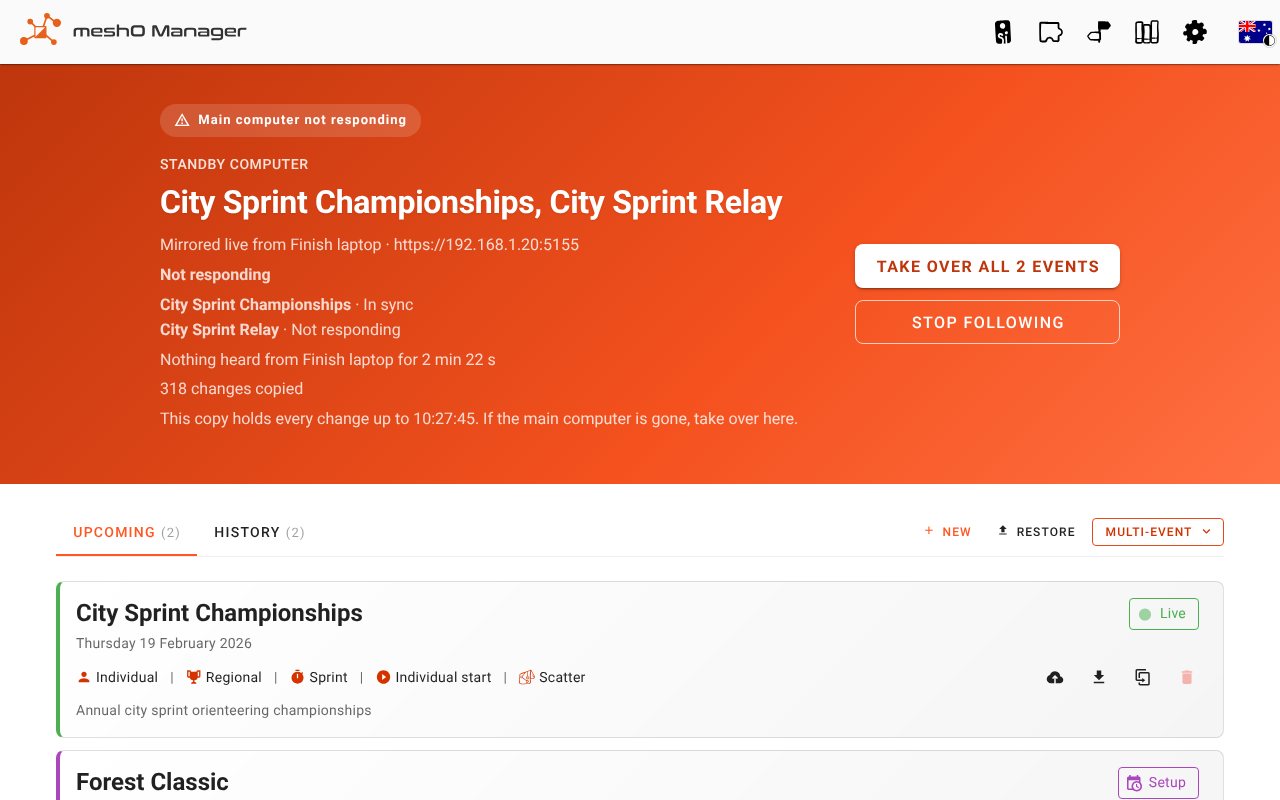 meshO Manager
Main computer not responding
STANDBY COMPUTER
City Sprint Championships, City Sprint Relay
Mirrored live from Finish laptop · https://192.168.1.20:5155
Not responding
City Sprint Championships · In sync
City Sprint Relay · Not responding
Nothing heard from Finish laptop for 2 min 22 s
318 changes copied
This copy holds every change up to 10:27:45. If the main computer is gone, take over here.
TAKE OVER ALL 2 EVENTS
STOP FOLLOWING
UPCOMING (2) HISTORY (2) + NEW RESTORE MULTI-EVENT
City Sprint Championships
Live
Thursday 19 February 2026
Individual | Regional | Sprint | Individual start | Scatter
Annual city sprint orienteering championships
Forest Classic
Setup